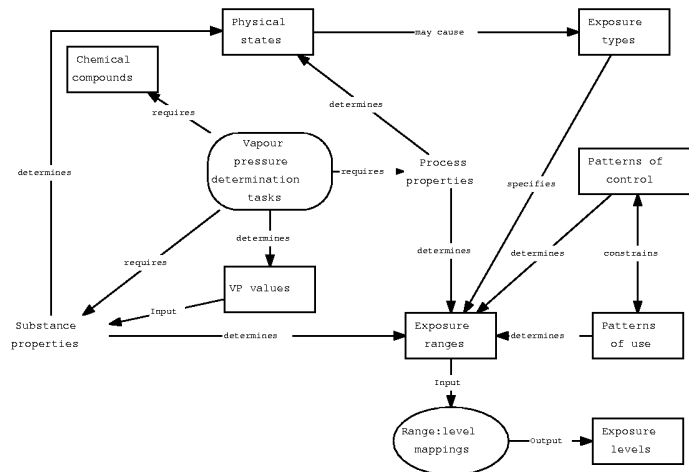 Physical
states
may cause
Exposure
types
Chemical
compounds
requires
determines
Vapour
pressure
determination
tasks
requires
Process
properties
Patterns of
control
determines
specifies
requires
determines
determines
determines
constrains
VP values
Input
Substance
properties
determines
Exposure
ranges
determines
Patterns
of use
Input
Range:level
mappings
Output
Exposure
levels